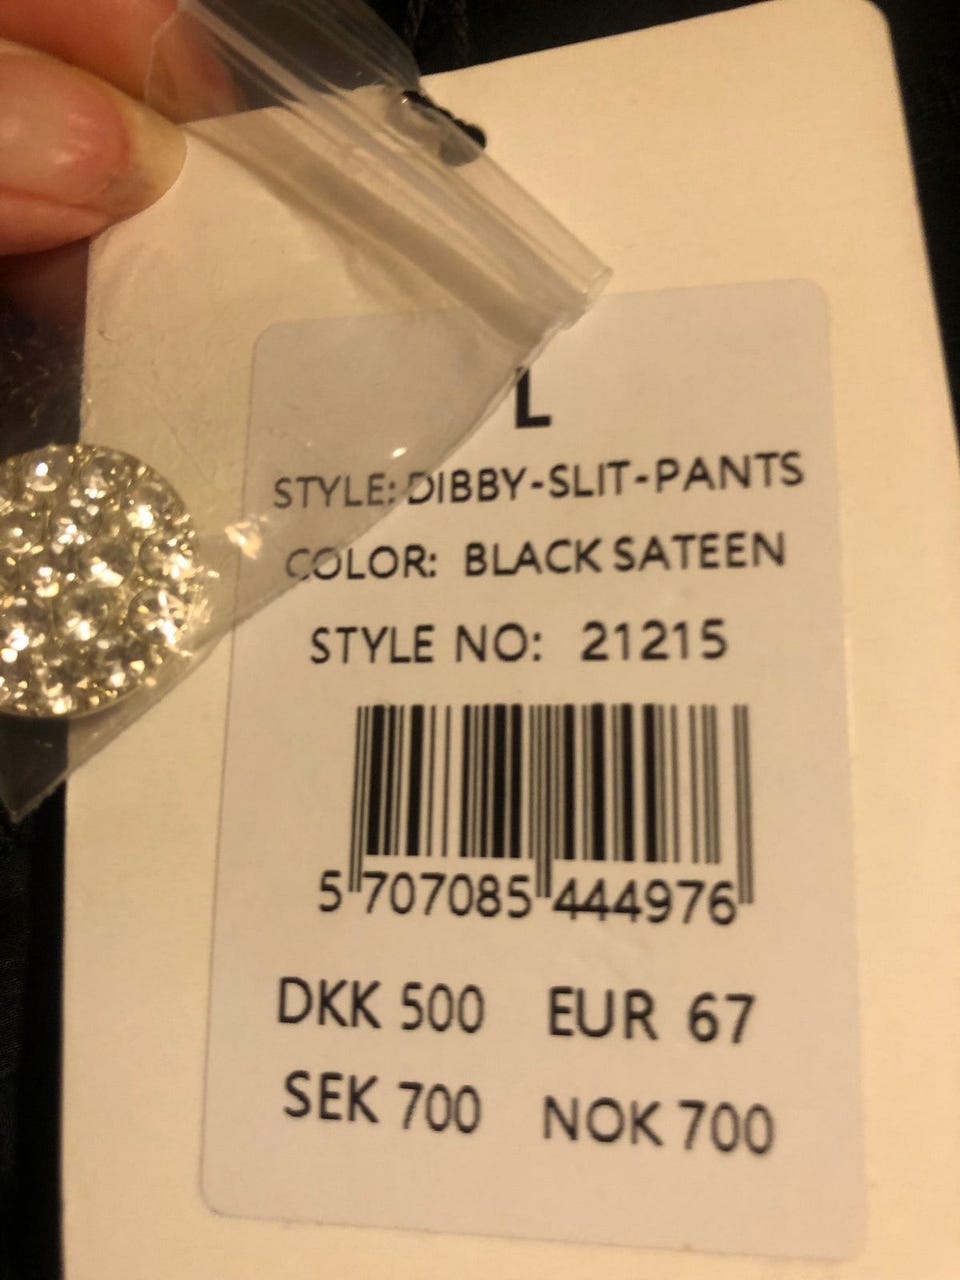 L
STYLE: DIBBY-SLIT-PANTS
COLOR: BLACK SATEEN
STYLE NO: 21215
5 707085 444976
DKK 500 EUR 67
SEK 700 NOK 700